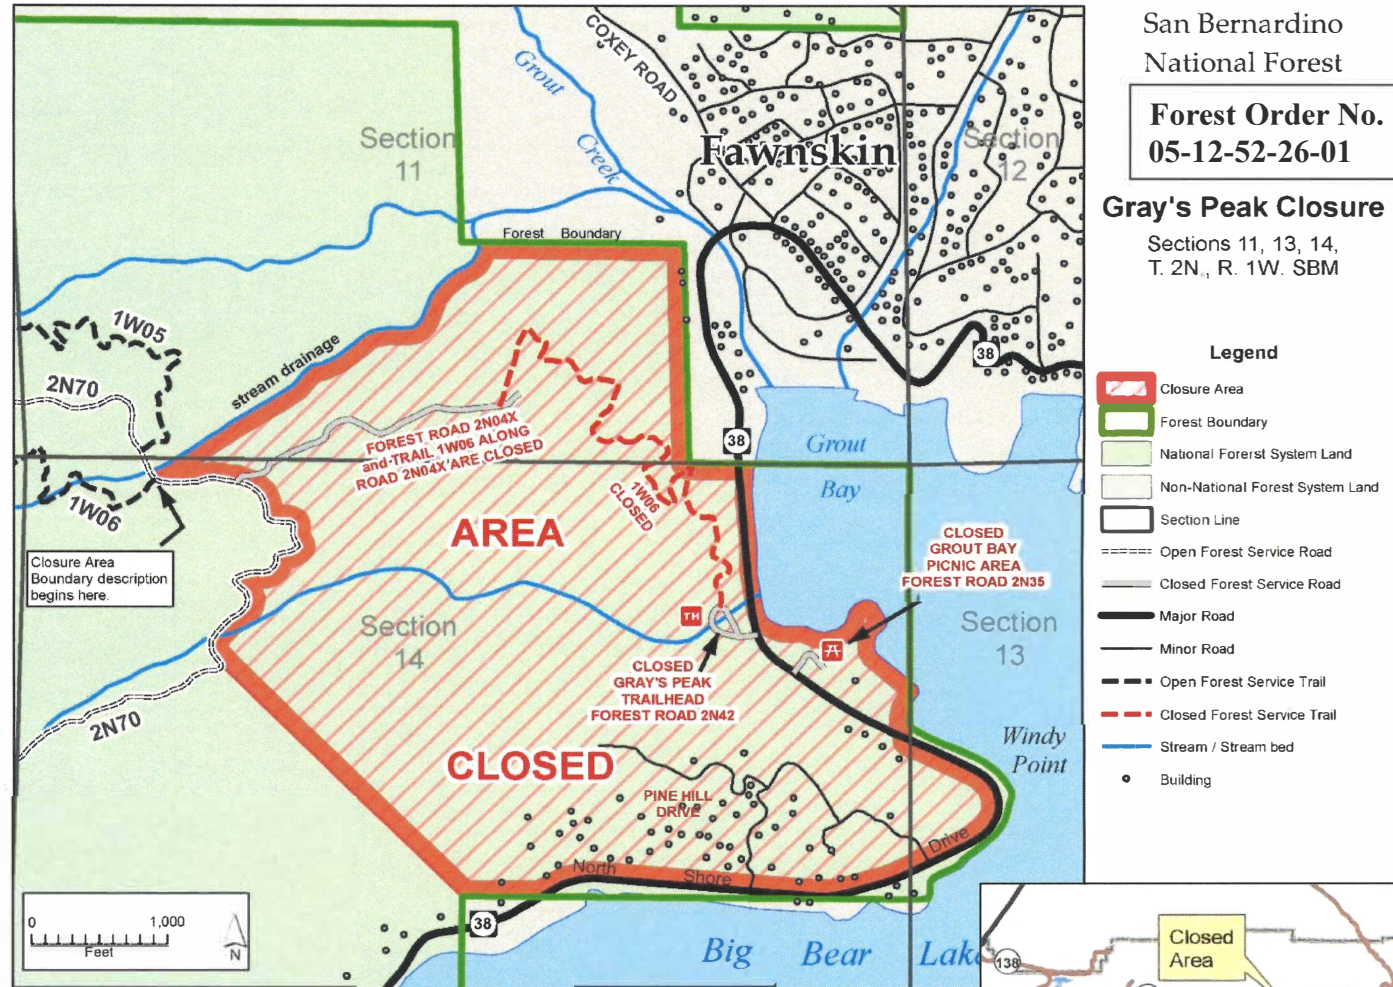 San Bernardino
National Forest
Forest Order No.
05-12-52-26-01
Gray's Peak Closure
Sections 11, 13, 14,
T. 2N., R. 1W. SBM
Legend
Closure Area
Forest Boundary
National Forerst System Land
Non-National Forest System Land
Section Line
Open Forest Service Road
Closed Forest Service Road
Major Road
Minor Road
Open Forest Service Trail
Closed Forest Service Trail
Stream / Stream bed
Building
COXEY ROAD
Grout
Creek
Section
11
Fawnskin
Section
12
Forest Boundary
1W05
2N70
stream drainage
38
38
FOREST ROAD 2N04X
and TRAIL 1W06 ALONG
ROAD 2N04X ARE CLOSED
Grout
Bay
1W06
1W06
CLOSED
AREA
CLOSED
GROUT BAY
PICNIC AREA
FOREST ROAD 2N35
Closure Area
Boundary description
begins here.
TH
Section
14
Section
13
CLOSED
GRAY'S PEAK
TRAILHEAD
FOREST ROAD 2N42
2N70
Windy
Point
CLOSED
PINE HILL
DRIVE
North Shore Drive
38
0 1,000
Feet
N
Big Bear Lake
138
Closed
Area